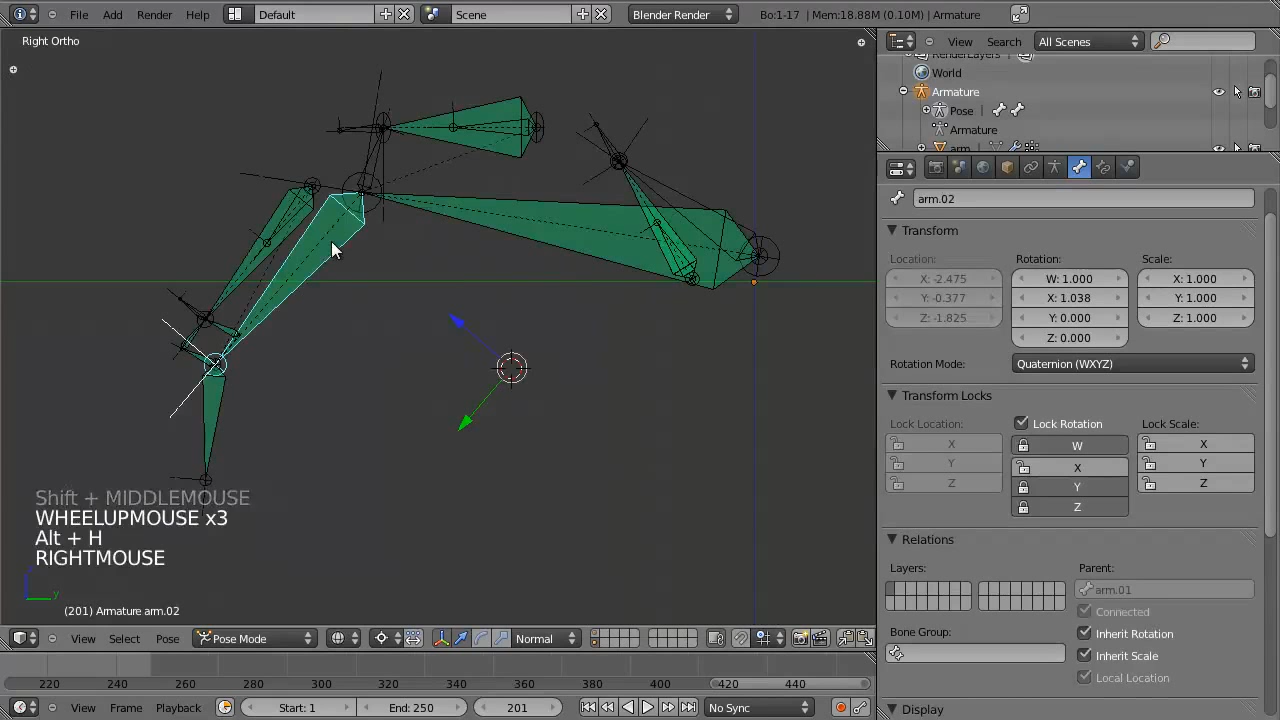 File Add Render Help Default Scene Blender Render Bo:1-17 | Mem:18.88M (0.10M) | Armature
Right Ortho
View Search All Scenes
RenderLayers |
World
Armature
Pose |
Armature
arm
arm.02
Transform
Location: Rotation: Scale:
X: -2.475 W: 1.000 X: 1.000
Y: -0.377 X: 1.038 Y: 1.000
Z: -1.825 Y: 0.000 Z: 1.000
Z: 0.000
Rotation Mode: Quaternion (WXYZ)
Transform Locks
Lock Location: Lock Rotation Lock Scale:
X W X
Y X Y
Z Y Z
Z
Relations
Layers: Parent:
arm.01
Connected
Bone Group: Inherit Rotation
Inherit Scale
Local Location
Display
Shift + MIDDLEMOUSE
WHEELUPMOUSE x3
Alt + H
RIGHTMOUSE
z
y
(201) Armature arm.02
View Select Pose Pose Mode Normal
220 240 260 280 300 320 340 360 380 400 420 440
View Frame Playback Start: 1 End: 250 201 No Sync